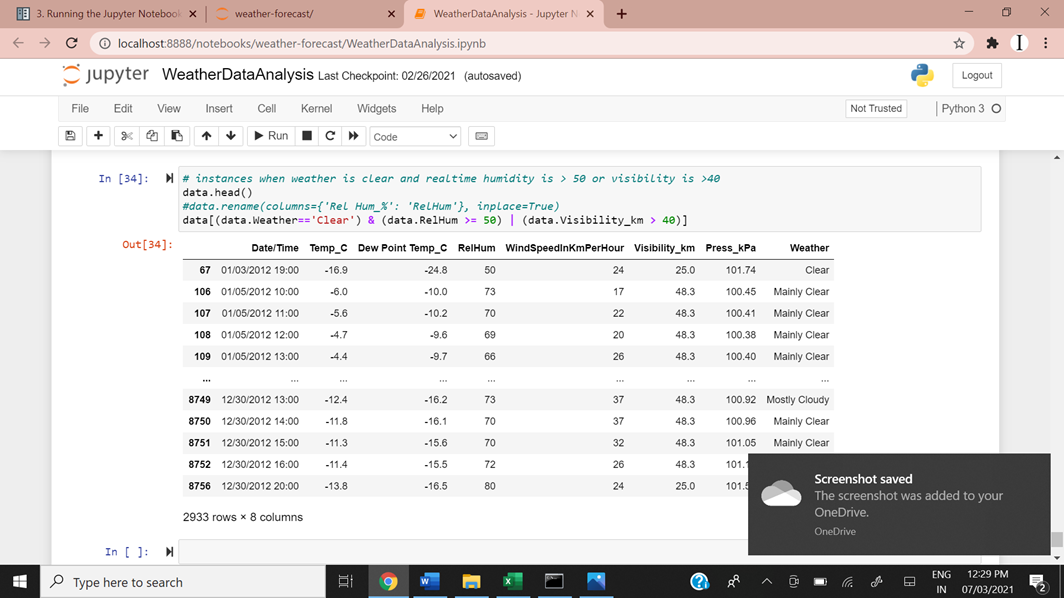 3. Running the Jupyter Notebook
weather-forecast/
WeatherDataAnalysis - Jupyter N
localhost:8888/notebooks/weather-forecast/WeatherDataAnalysis.ipynb
jupyter WeatherDataAnalysis Last Checkpoint: 02/26/2021 (autosaved)
Logout
File Edit View Insert Cell Kernel Widgets Help
Not Trusted
Python 3
Run
Code
In [34]:
# instances when weather is clear and realtime humidity is > 50 or visibility is >40
data.head()
#data.rename(columns={'Rel Hum_%': 'RelHum'}, inplace=True)
data[(data.Weather=='Clear') & (data.RelHum >= 50) | (data.Visibility_km > 40)]
Out[34]:
Date/Time Temp_C Dew Point Temp_C RelHum WindSpeedInKmPerHour Visibility_km Press_kPa Weather
67 01/03/2012 19:00 -16.9 -24.8 50 24 25.0 101.74 Clear
106 01/05/2012 10:00 -6.0 -10.0 73 17 48.3 100.45 Mainly Clear
107 01/05/2012 11:00 -5.6 -10.2 70 22 48.3 100.41 Mainly Clear
108 01/05/2012 12:00 -4.7 -9.6 69 20 48.3 100.38 Mainly Clear
109 01/05/2012 13:00 -4.4 -9.7 66 26 48.3 100.40 Mainly Clear
... ... ... ... ... ... ... ... ...
8749 12/30/2012 13:00 -12.4 -16.2 73 37 48.3 100.92 Mostly Cloudy
8750 12/30/2012 14:00 -11.8 -16.1 70 37 48.3 100.96 Mainly Clear
8751 12/30/2012 15:00 -11.3 -15.6 70 32 48.3 101.05 Mainly Clear
8752 12/30/2012 16:00 -11.4 -15.5 72 26 48.3
8756 12/30/2012 20:00 -13.8 -16.5 80 24 25.0
2933 rows × 8 columns
Screenshot saved
The screenshot was added to your
OneDrive.
OneDrive
In [ ]:
Type here to search
ENG
IN
12:29 PM
07/03/2021
2